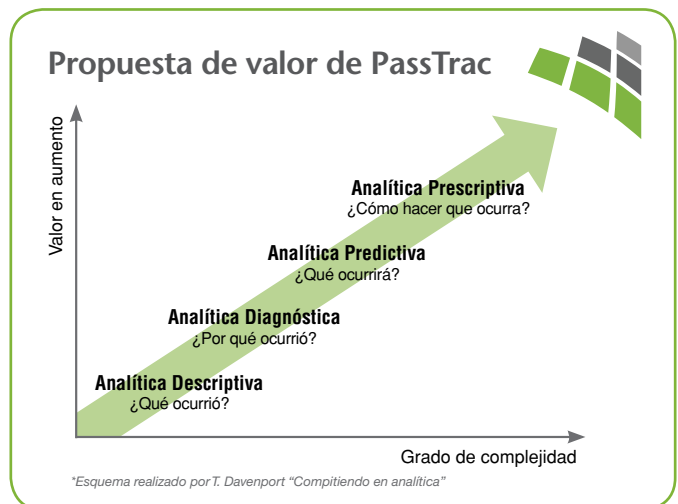 Propuesta de valor de PassTrac
Valor en aumento
Analítica Prescriptiva
¿Cómo hacer que ocurra?
Analítica Predictiva
¿Qué ocurrirá?
Analítica Diagnóstica
¿Por qué ocurrió?
Analítica Descriptiva
¿Qué ocurrió?
Grado de complejidad
*Esquema realizado por T. Davenport “Compitiendo en analítica”